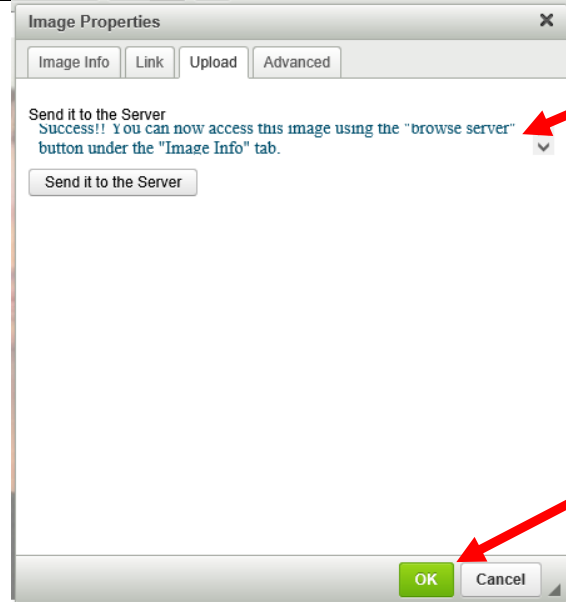 Image Properties
Image Info Link Upload Advanced
Send it to the Server
Success!! You can now access this image using the "browse server"
button under the "Image Info" tab.
Send it to the Server
OK Cancel